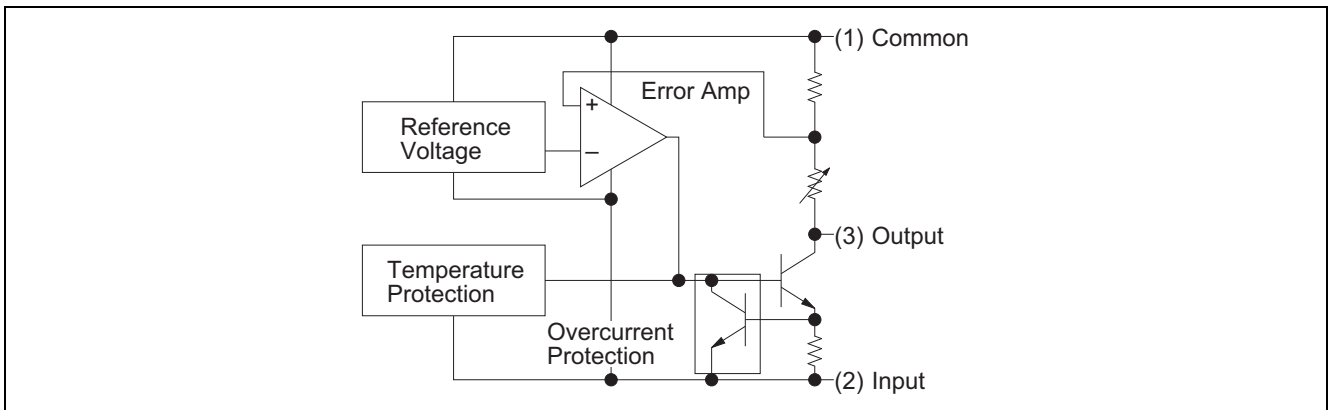 (1) Common
Error Amp
+
Reference
Voltage
−
(3) Output
Temperature
Protection
Overcurrent
Protection
(2) Input